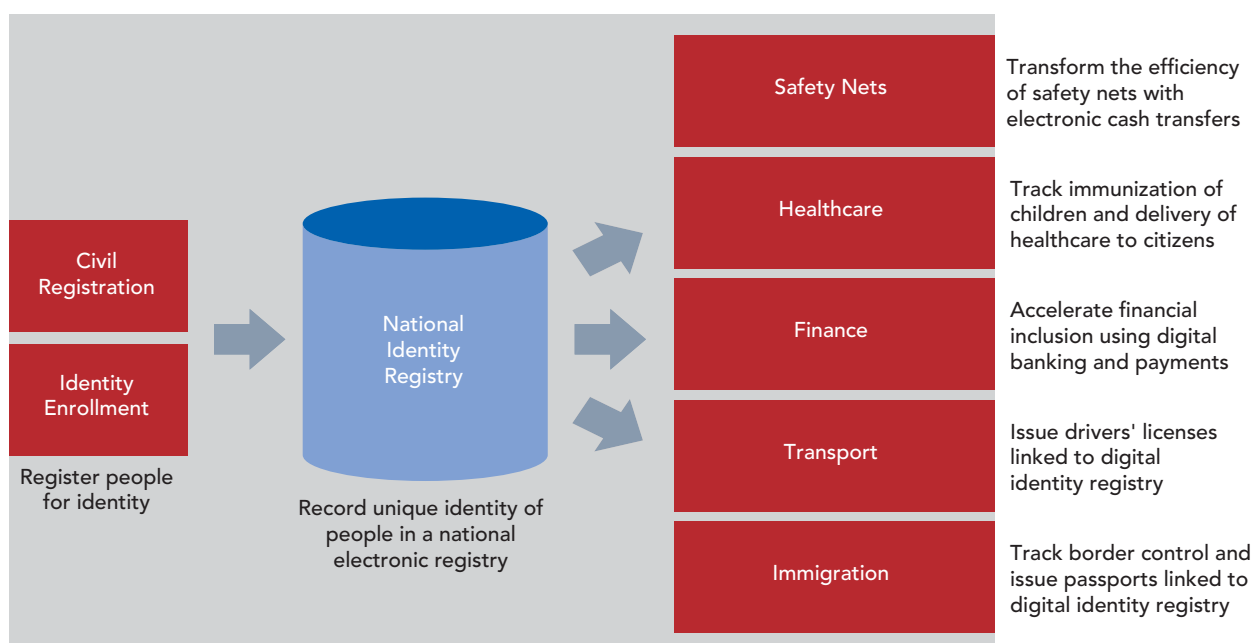 Civil
Registration
Identity
Enrollment
Register people
for identity
National
Identity
Registry
Record unique identity of
people in a national
electronic registry
Safety Nets
Transform the efficiency
of safety nets with
electronic cash transfers
Healthcare
Track immunization of
children and delivery of
healthcare to citizens
Finance
Accelerate financial
inclusion using digital
banking and payments
Transport
Issue drivers' licenses
linked to digital
identity registry
Immigration
Track border control and
issue passports linked to
digital identity registry